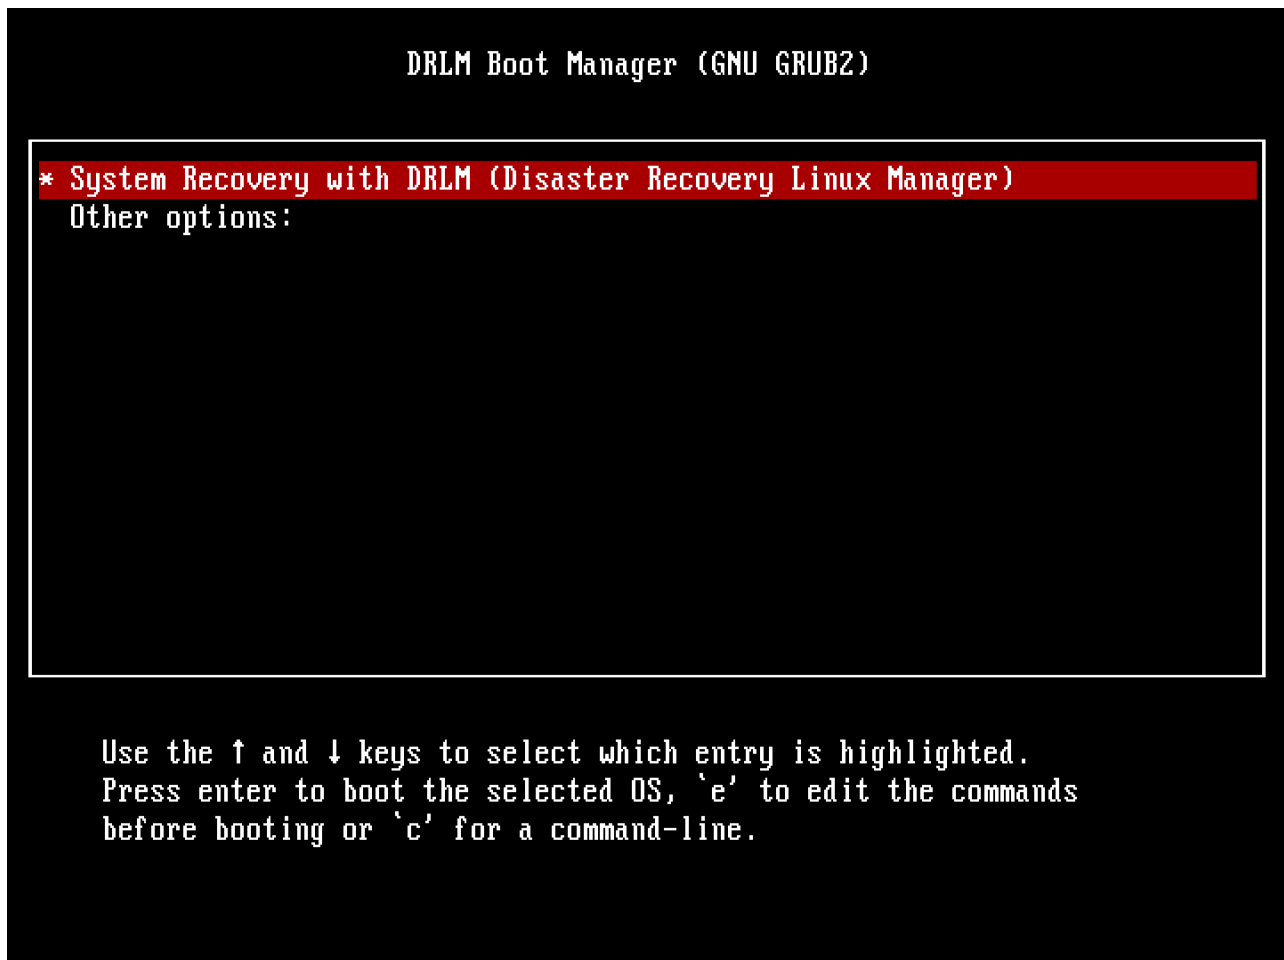 DRLM Boot Manager (GNU GRUB2)
* System Recovery with DRLM (Disaster Recovery Linux Manager)
Other options:
Use the ↑ and ↓ keys to select which entry is highlighted.
Press enter to boot the selected OS, `e' to edit the commands
before booting or `c' for a command-line.